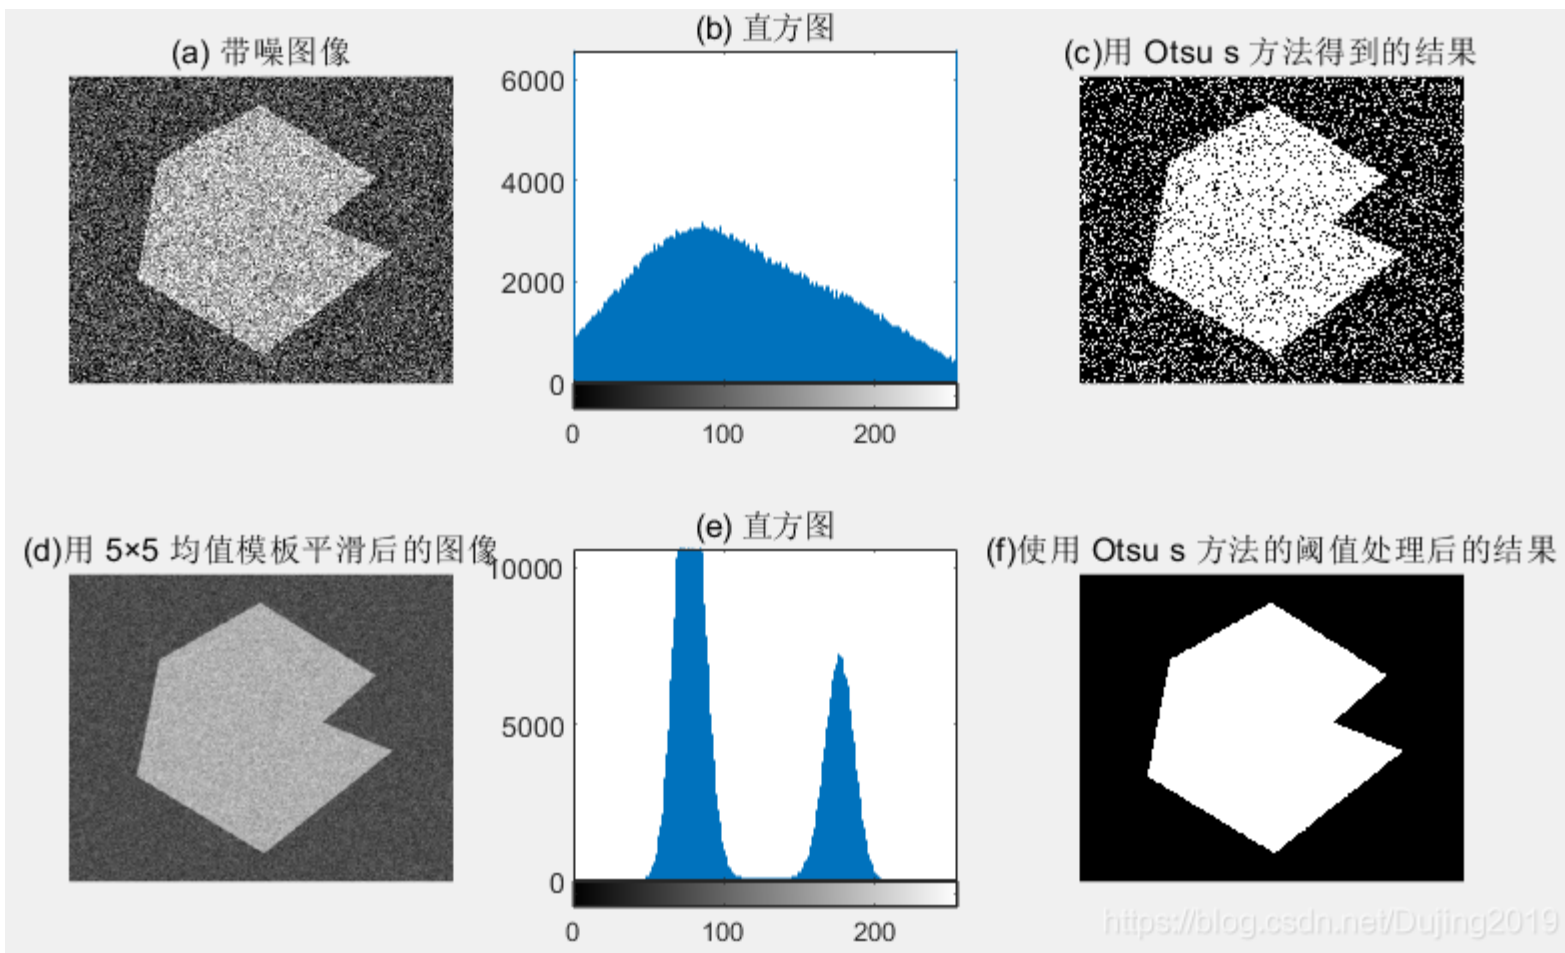 (a) 带噪图像
(b) 直方图
(c)用 Otsu s 方法得到的结果
6000
4000
2000
0
0 100 200
(d)用 5×5 均值模板平滑后的图像
(e) 直方图
(f)使用 Otsu s 方法的阈值处理后的结果
10000
5000
0
0 100 200
https://blog.csdn.net/Dujing2019